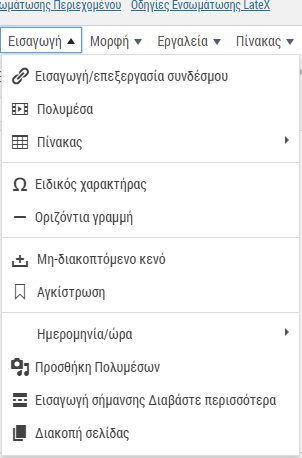 σωμάτωσης Περιεχομένου Οδηγίες Ενσωμάτωσης LateX
Εισαγωγή Μορφή Εργαλεία Πίνακας
Εισαγωγή/επεξεργασία συνδέσμου
Πολυμέσα
Πίνακας
Ειδικός χαρακτήρας
Οριζόντια γραμμή
Μη-διακοπτόμενο κενό
Αγκίστρωση
Ημερομηνία/ώρα
Προσθήκη Πολυμέσων
Εισαγωγή σήμανσης Διαβάστε περισσότερα
Διακοπή σελίδας